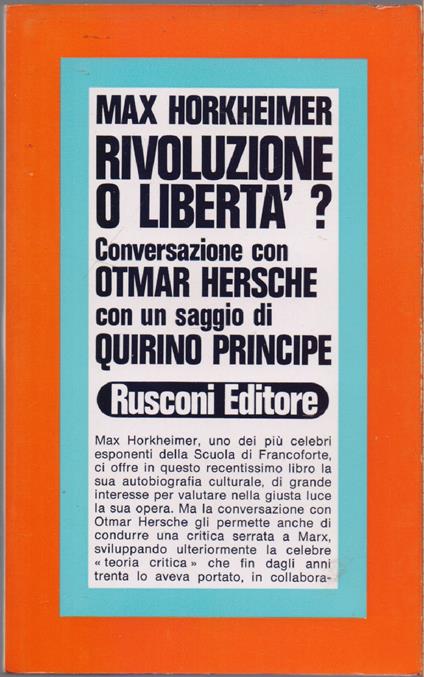 MAX HORKHEIMER
RIVOLUZIONE
O LIBERTA' ?
Conversazione con
OTMAR HERSCHE
con un saggio di
QUIRINO PRINCIPE
Rusconi Editore
Max Horkheimer, uno dei più celebri
esponenti della Scuola di Francoforte,
ci offre in questo recentissimo libro la
sua autobiografia culturale, di grande
interesse per valutare nella giusta luce
la sua opera. Ma la conversazione con
Otmar Hersche gli permette anche di
condurre una critica serrata a Marx,
sviluppando ulteriormente la celebre
« teoria critica » che fin dagli anni
trenta lo aveva portato, in collabora-